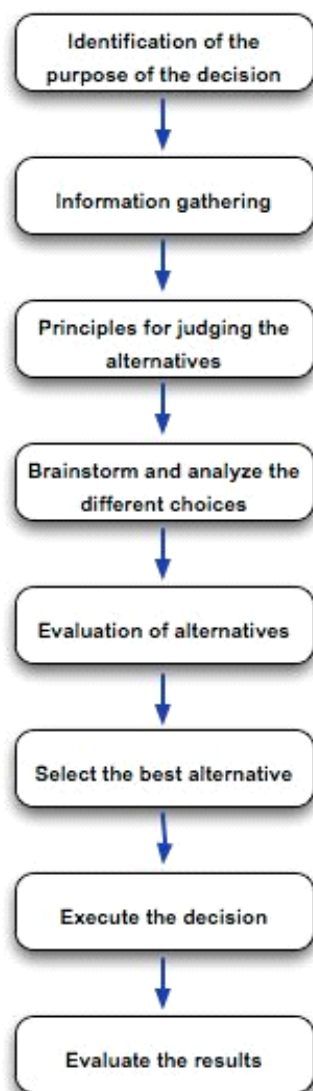 Identification of the
purpose of the decision
Information gathering
Principles for judging the
alternatives
Brainstorm and analyze the
different choices
Evaluation of alternatives
Select the best alternative
Execute the decision
Evaluate the results